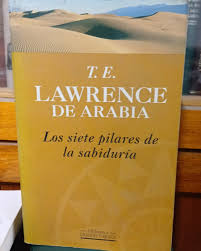 T. E.
LAWRENCE
DE ARABIA
Los siete pilares de
la sabiduría